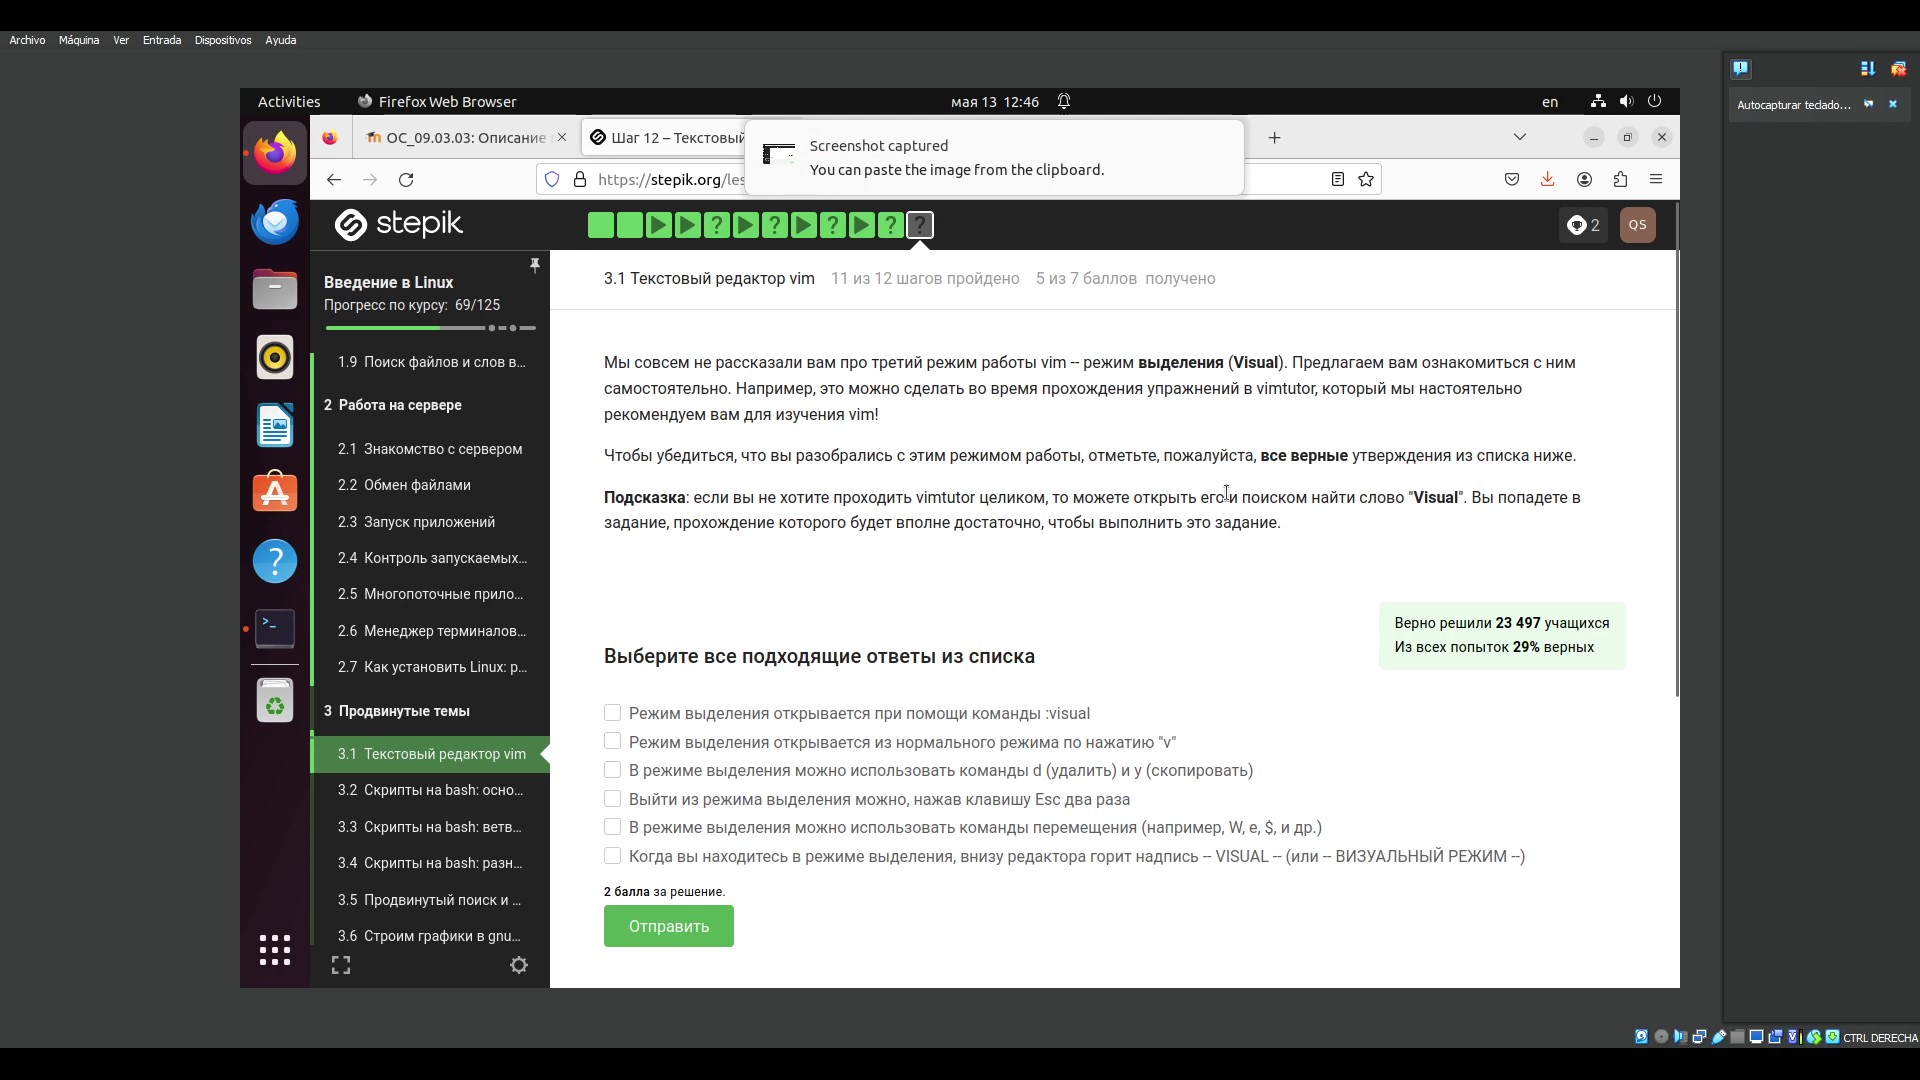 Archivo Máquina Ver Entrada Dispositivos Ayuda
Autocapturar teclado...
Activities Firefox Web Browser мая 13 12:46 en
ОС_09.03.03: Описание Шаг 12 – Текстовый
Screenshot captured
You can paste the image from the clipboard.
https://stepik.org/les
stepik ? ? ? ? ? 2 QS
3.1 Текстовый редактор vim 11 из 12 шагов пройдено 5 из 7 баллов получено
Введение в Linux
Прогресс по курсу: 69/125
1.9 Поиск файлов и слов в...
2 Работа на сервере
2.1 Знакомство с сервером
2.2 Обмен файлами
2.3 Запуск приложений
2.4 Контроль запускаемых...
2.5 Многопоточные прило...
2.6 Менеджер терминалов...
2.7 Как установить Linux: р...
3 Продвинутые темы
3.1 Текстовый редактор vim
3.2 Скрипты на bash: осно...
3.3 Скрипты на bash: ветв...
3.4 Скрипты на bash: разн...
3.5 Продвинутый поиск и ...
3.6 Строим графики в gnu...
Мы совсем не рассказали вам про третий режим работы vim -- режим выделения (Visual). Предлагаем вам ознакомиться с ним
самостоятельно. Например, это можно сделать во время прохождения упражнений в vimtutor, который мы настоятельно
рекомендуем вам для изучения vim!
Чтобы убедиться, что вы разобрались с этим режимом работы, отметьте, пожалуйста, все верные утверждения из списка ниже.
Подсказка: если вы не хотите проходить vimtutor целиком, то можете открыть его и поиском найти слово "Visual". Вы попадете в
задание, прохождение которого будет вполне достаточно, чтобы выполнить это задание.
Верно решили 23 497 учащихся
Из всех попыток 29% верных
Выберите все подходящие ответы из списка
Режим выделения открывается при помощи команды :visual
Режим выделения открывается из нормального режима по нажатию "v"
В режиме выделения можно использовать команды d (удалить) и y (скопировать)
Выйти из режима выделения можно, нажав клавишу Esc два раза
В режиме выделения можно использовать команды перемещения (например, W, e, $, и др.)
Когда вы находитесь в режиме выделения, внизу редактора горит надпись -- VISUAL -- (или -- ВИЗУАЛЬНЫЙ РЕЖИМ --)
2 балла за решение.
Отправить
CTRL DERECHA